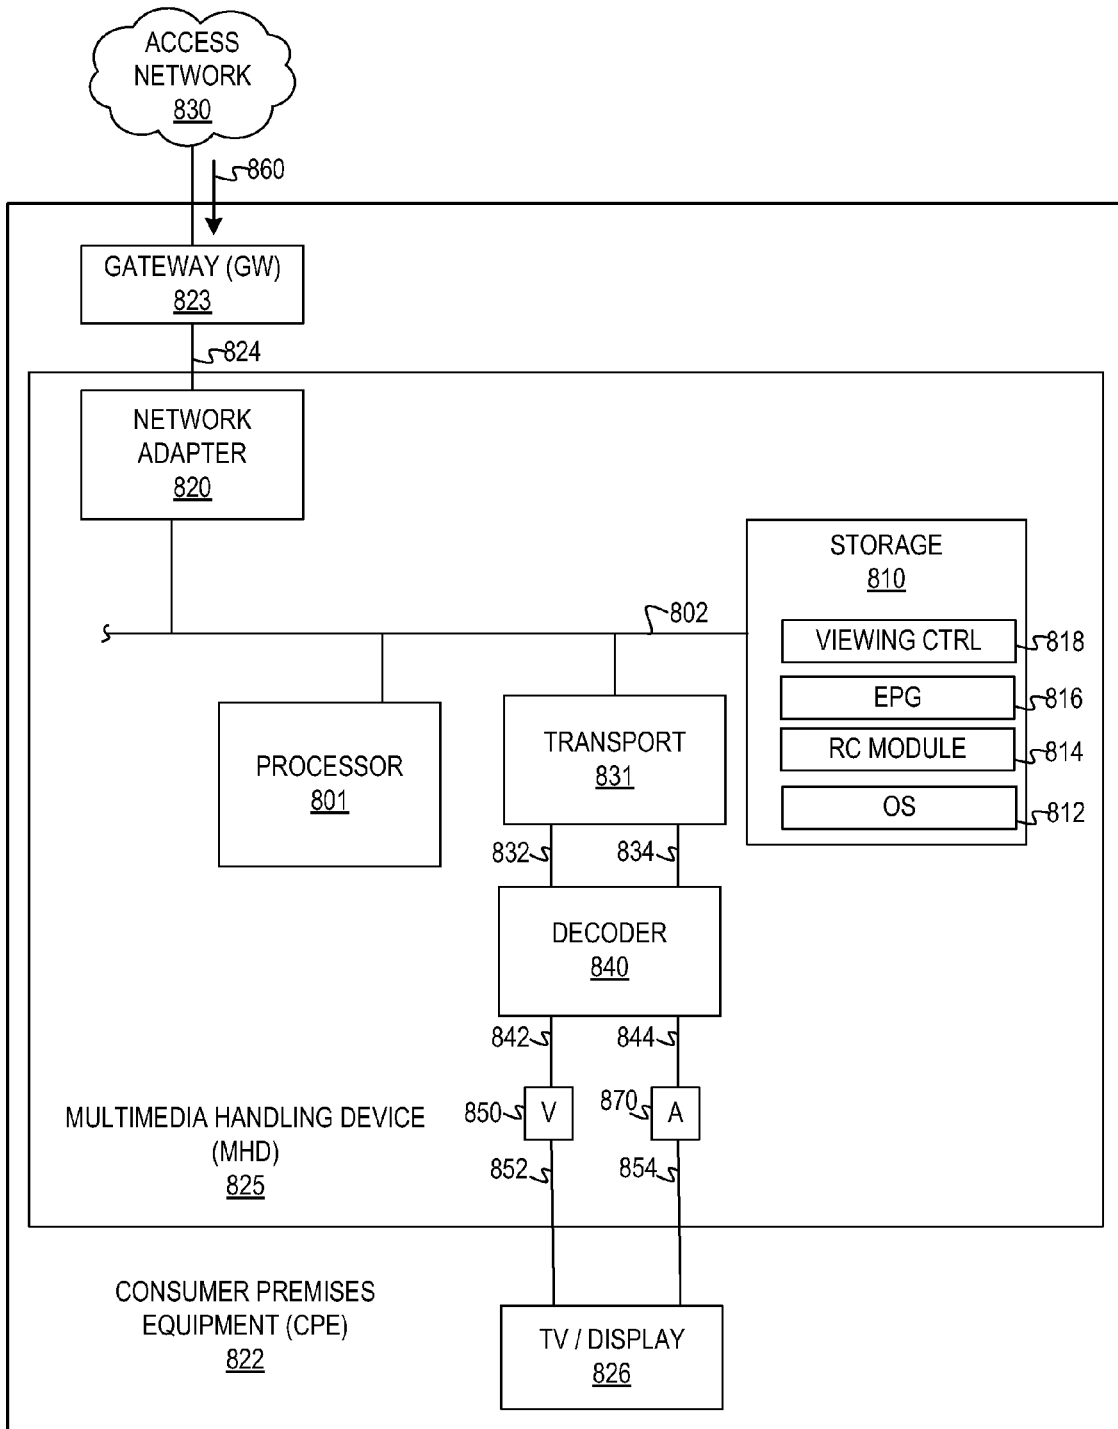 ACCESS
NETWORK
830
860
GATEWAY (GW)
823
824
NETWORK
ADAPTER
820
STORAGE
810
802
VIEWING CTRL
818
EPG
816
RC MODULE
814
OS
812
PROCESSOR
801
TRANSPORT
831
832
834
DECODER
840
842
844
850
V
870
A
MULTIMEDIA HANDLING DEVICE
(MHD)
825
852
854
CONSUMER PREMISES
EQUIPMENT (CPE)
822
TV / DISPLAY
826